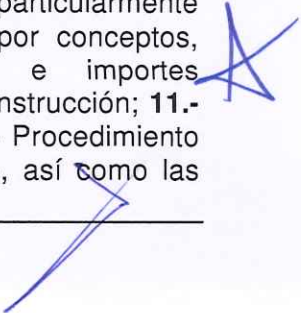 particularmente
por conceptos,
e importes
nstrucción; 11.-
Procedimiento
, así como las